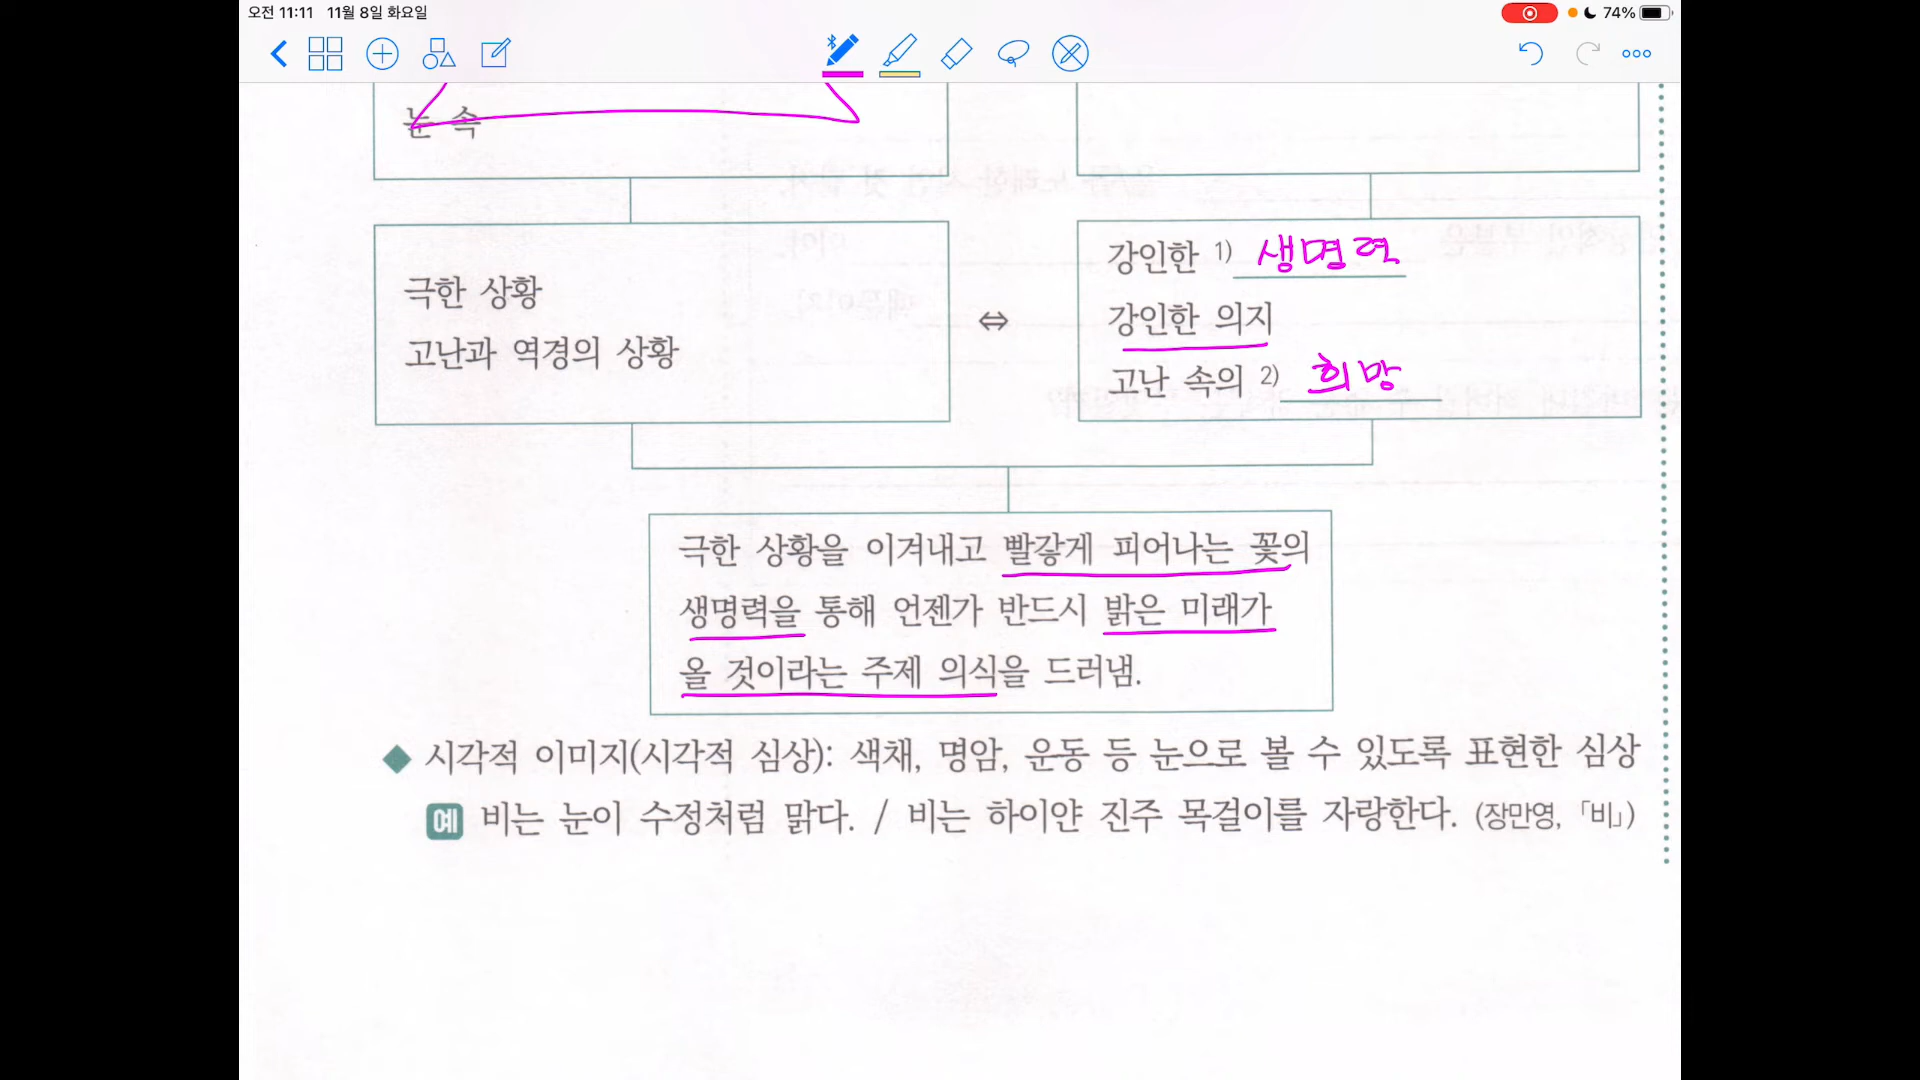 오전 11:11 11월 8일 화요일
74%
눈 속
극한 상황
고난과 역경의 상황
⇔
강인한 1) 생명력
강인한 의지
고난 속의 2) 희망
극한 상황을 이겨내고 빨갛게 피어나는 꽃의
생명력을 통해 언젠가 반드시 밝은 미래가
올 것이라는 주제 의식을 드러냄.
◆ 시각적 이미지(시각적 심상): 색채, 명암, 운동 등 눈으로 볼 수 있도록 표현한 심상
예 비는 눈이 수정처럼 맑다. / 비는 하이얀 진주 목걸이를 자랑한다. (장만영, 「비」)